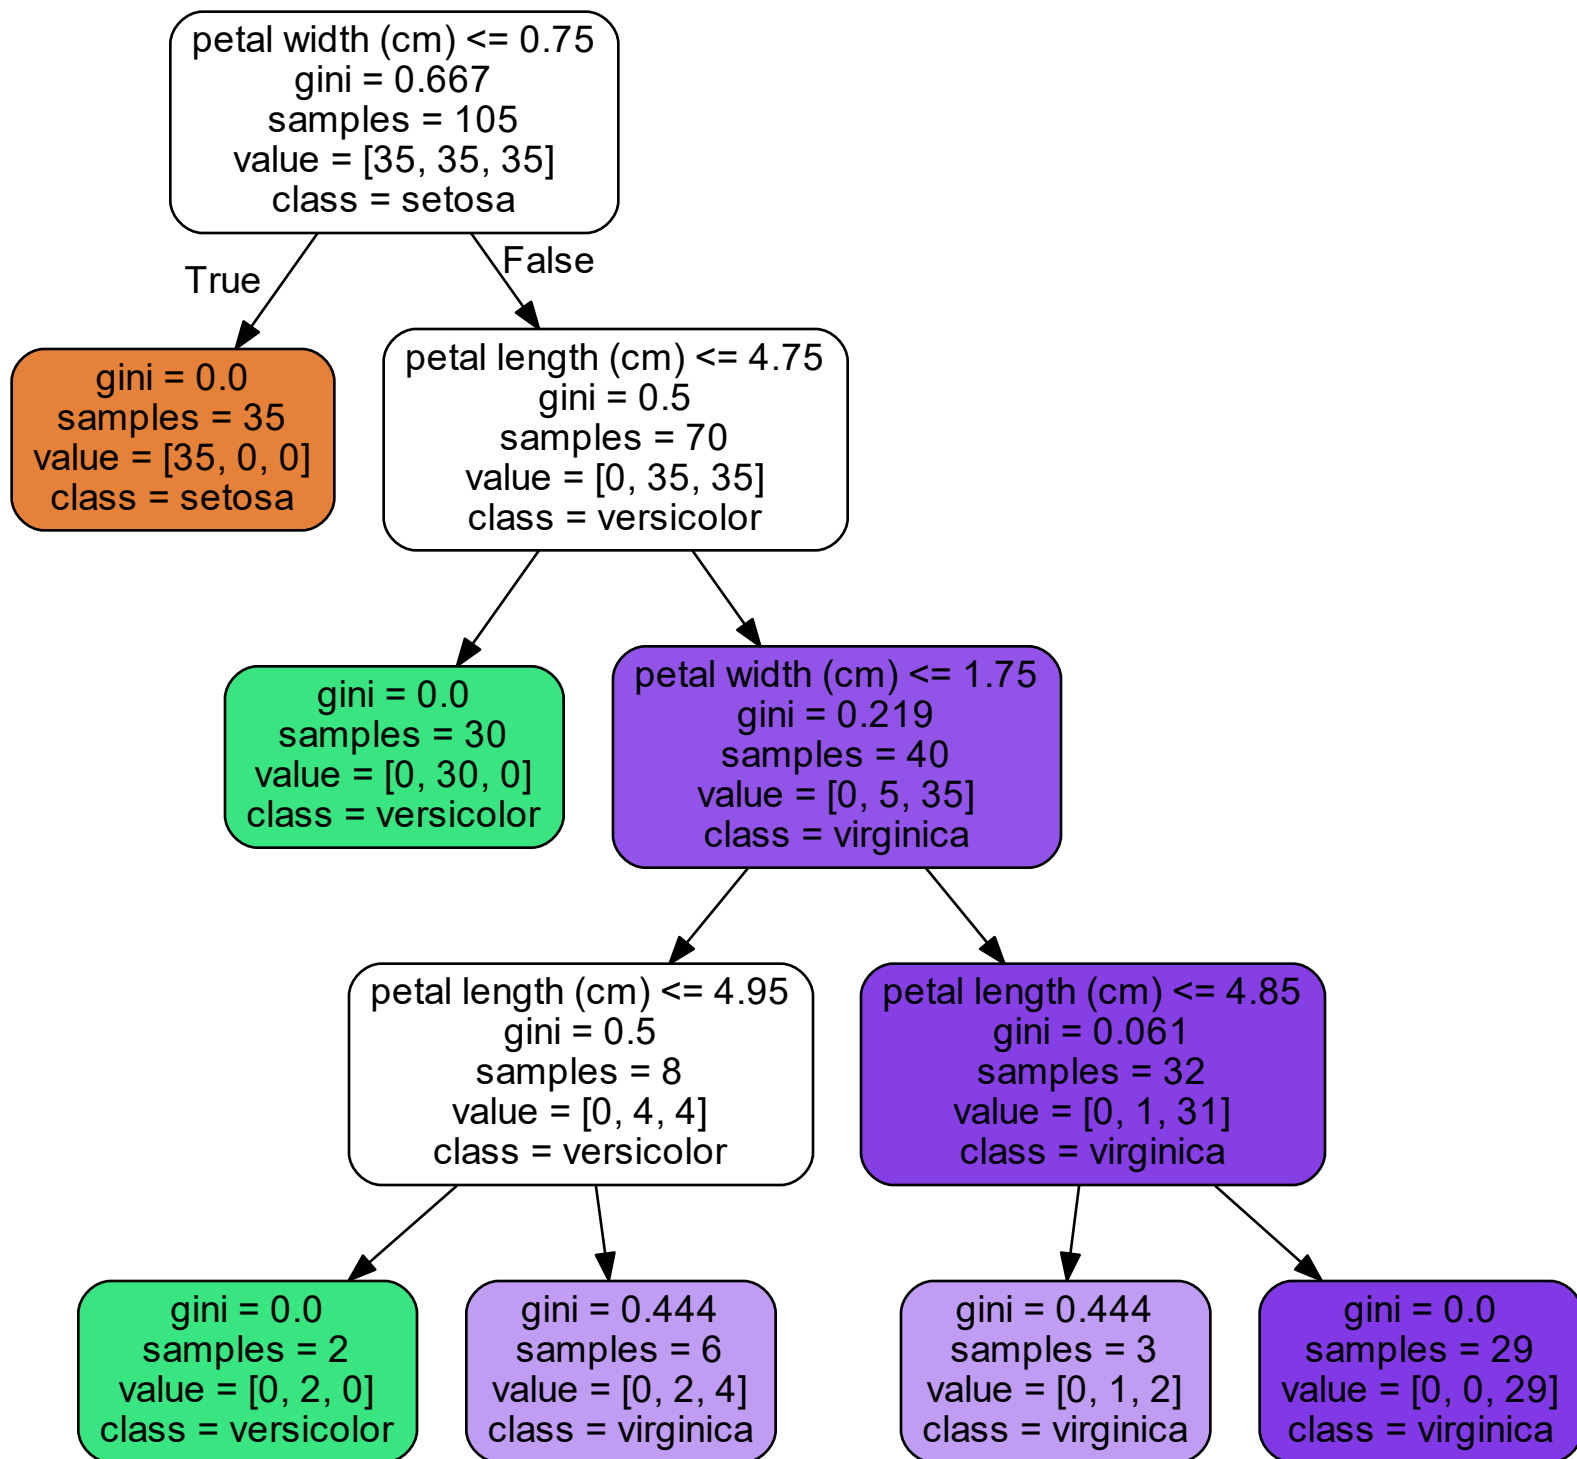 petal width (cm) <= 0.75
gini = 0.667
samples = 105
value = [35, 35, 35]
class = setosa
True
False
gini = 0.0
samples = 35
value = [35, 0, 0]
class = setosa
petal length (cm) <= 4.75
gini = 0.5
samples = 70
value = [0, 35, 35]
class = versicolor
gini = 0.0
samples = 30
value = [0, 30, 0]
class = versicolor
petal width (cm) <= 1.75
gini = 0.219
samples = 40
value = [0, 5, 35]
class = virginica
petal length (cm) <= 4.95
gini = 0.5
samples = 8
value = [0, 4, 4]
class = versicolor
petal length (cm) <= 4.85
gini = 0.061
samples = 32
value = [0, 1, 31]
class = virginica
gini = 0.0
samples = 2
value = [0, 2, 0]
class = versicolor
gini = 0.444
samples = 6
value = [0, 2, 4]
class = virginica
gini = 0.444
samples = 3
value = [0, 1, 2]
class = virginica
gini = 0.0
samples = 29
value = [0, 0, 29]
class = virginica